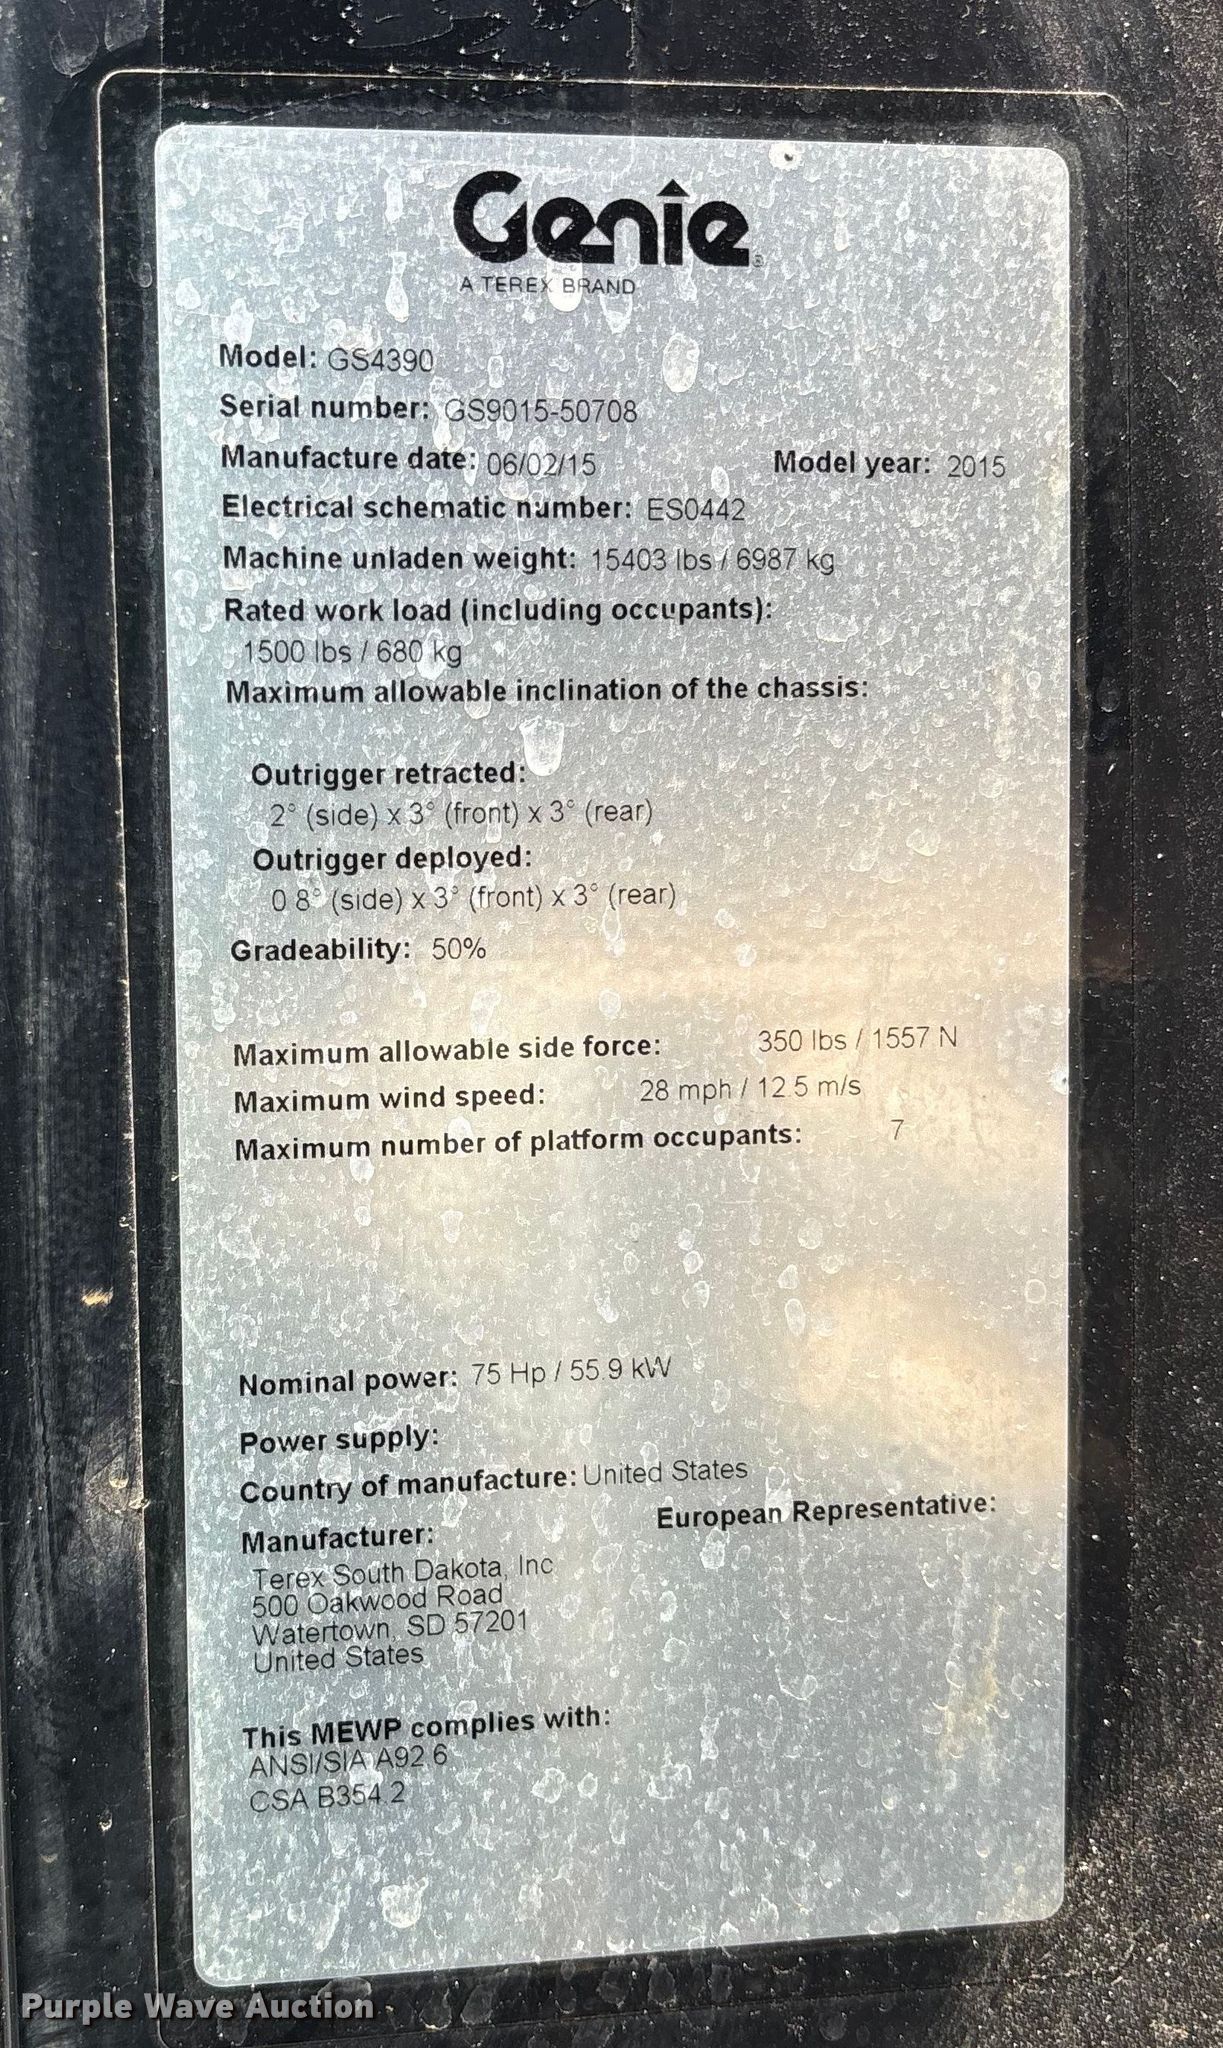 Genie
A TEREX BRAND
Model: GS4390
Serial number: GS9015-50708
Manufacture date: 06/02/15 Model year: 2015
Electrical schematic number: ES0442
Machine unladen weight: 15403 lbs / 6987 kg
Rated work load (including occupants):
1500 lbs / 680 kg
Maximum allowable inclination of the chassis:
Outrigger retracted:
2° (side) x 3° (front) x 3° (rear)
Outrigger deployed:
0.8° (side) x 3° (front) x 3° (rear)
Gradeability: 50%
Maximum allowable side force: 350 lbs / 1557 N
Maximum wind speed: 28 mph / 12.5 m/s
Maximum number of platform occupants: 7
Nominal power: 75 Hp / 55.9 kW
Power supply:
Country of manufacture: United States
Manufacturer: European Representative:
Terex South Dakota, Inc
500 Oakwood Road
Watertown, SD 57201
United States
This MEWP complies with:
ANSI/SIA A92.6
CSA B354.2
Purple Wave Auction